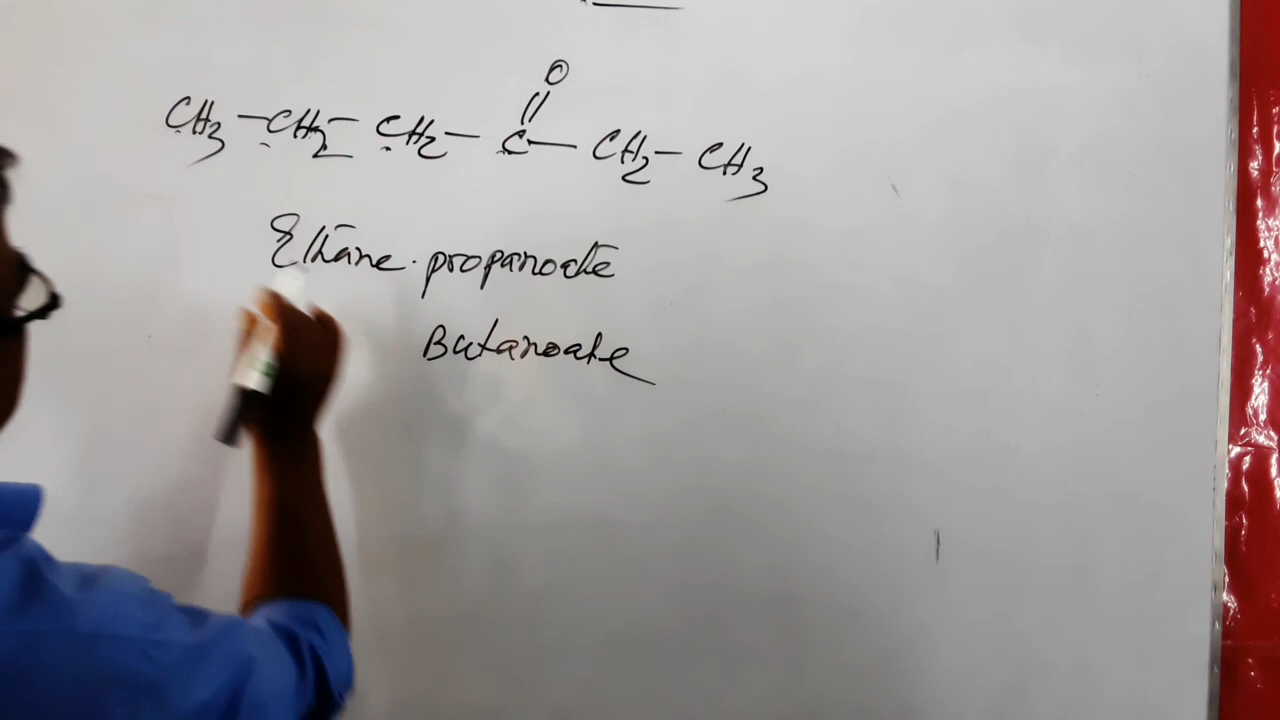 O
CH3 - CH2 - CH2 - C - CH2 - CH3
Ethane propanoate
Butanoate